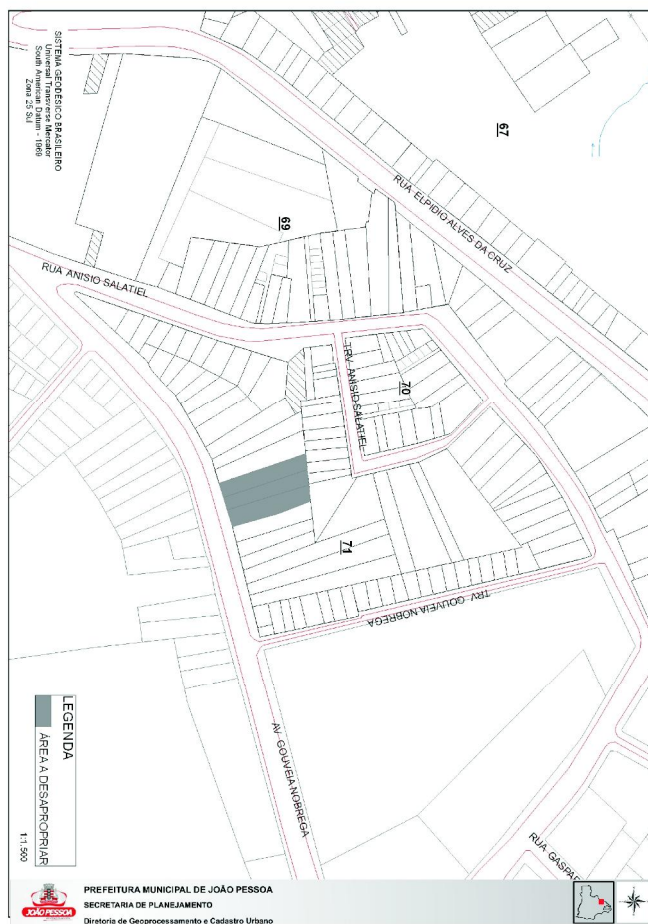 SISTEMA GEODÉSICO BRASILEIRO
Universal Transverse Mercator
South American Datum - 1969
Zona 25 Sul
67
RUA ELPIDIO ALVES DA CRUZ
69
RUA ANISIO SALATIEL
TRV. ANISIO SALATIEL
70
71
TRV. GOUVEIA NOBREGA
AV. GOUVEIA NOBREGA
RUA GASPAR
LEGENDA
ÁREA A DESAPROPRIAR
1:1.500
JOÃO PESSOA
PREFEITURA MUNICIPAL DE JOÃO PESSOA
SECRETARIA DE PLANEJAMENTO
Diretoria de Geoprocessamento e Cadastro Urbano